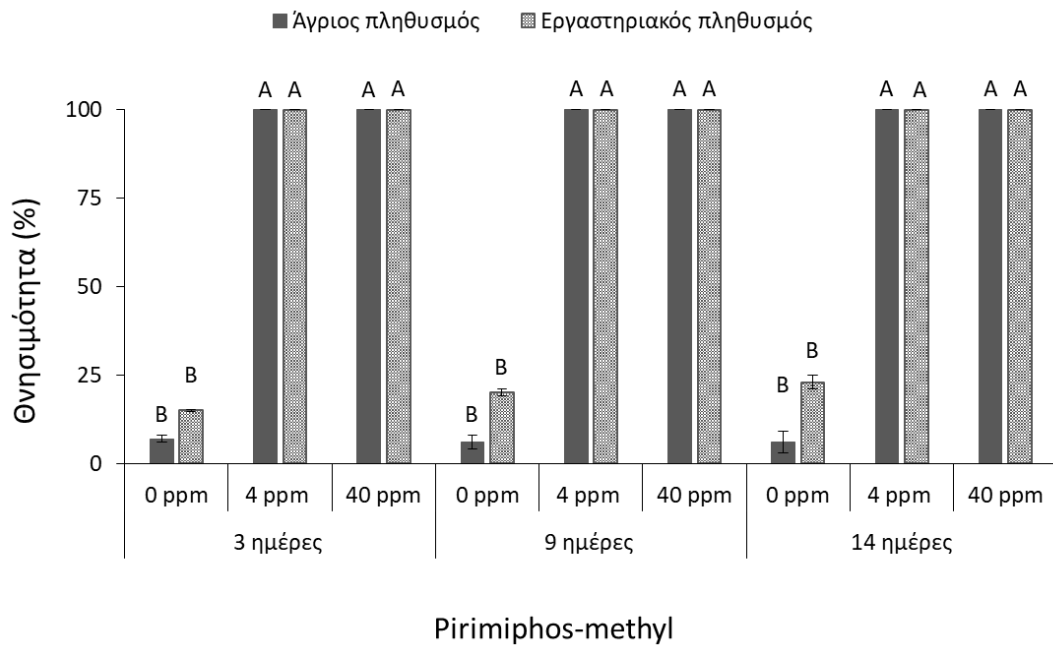 Άγριος πληθυσμός Εργαστηριακός πληθυσμός
A A A A A A A A A A A A
100
75
50
25
0
Θνησιμότητα (%)
B B B B B B
0 ppm 4 ppm 40 ppm 0 ppm 4 ppm 40 ppm 0 ppm 4 ppm 40 ppm
3 ημέρες 9 ημέρες 14 ημέρες
Pirimiphos-methyl